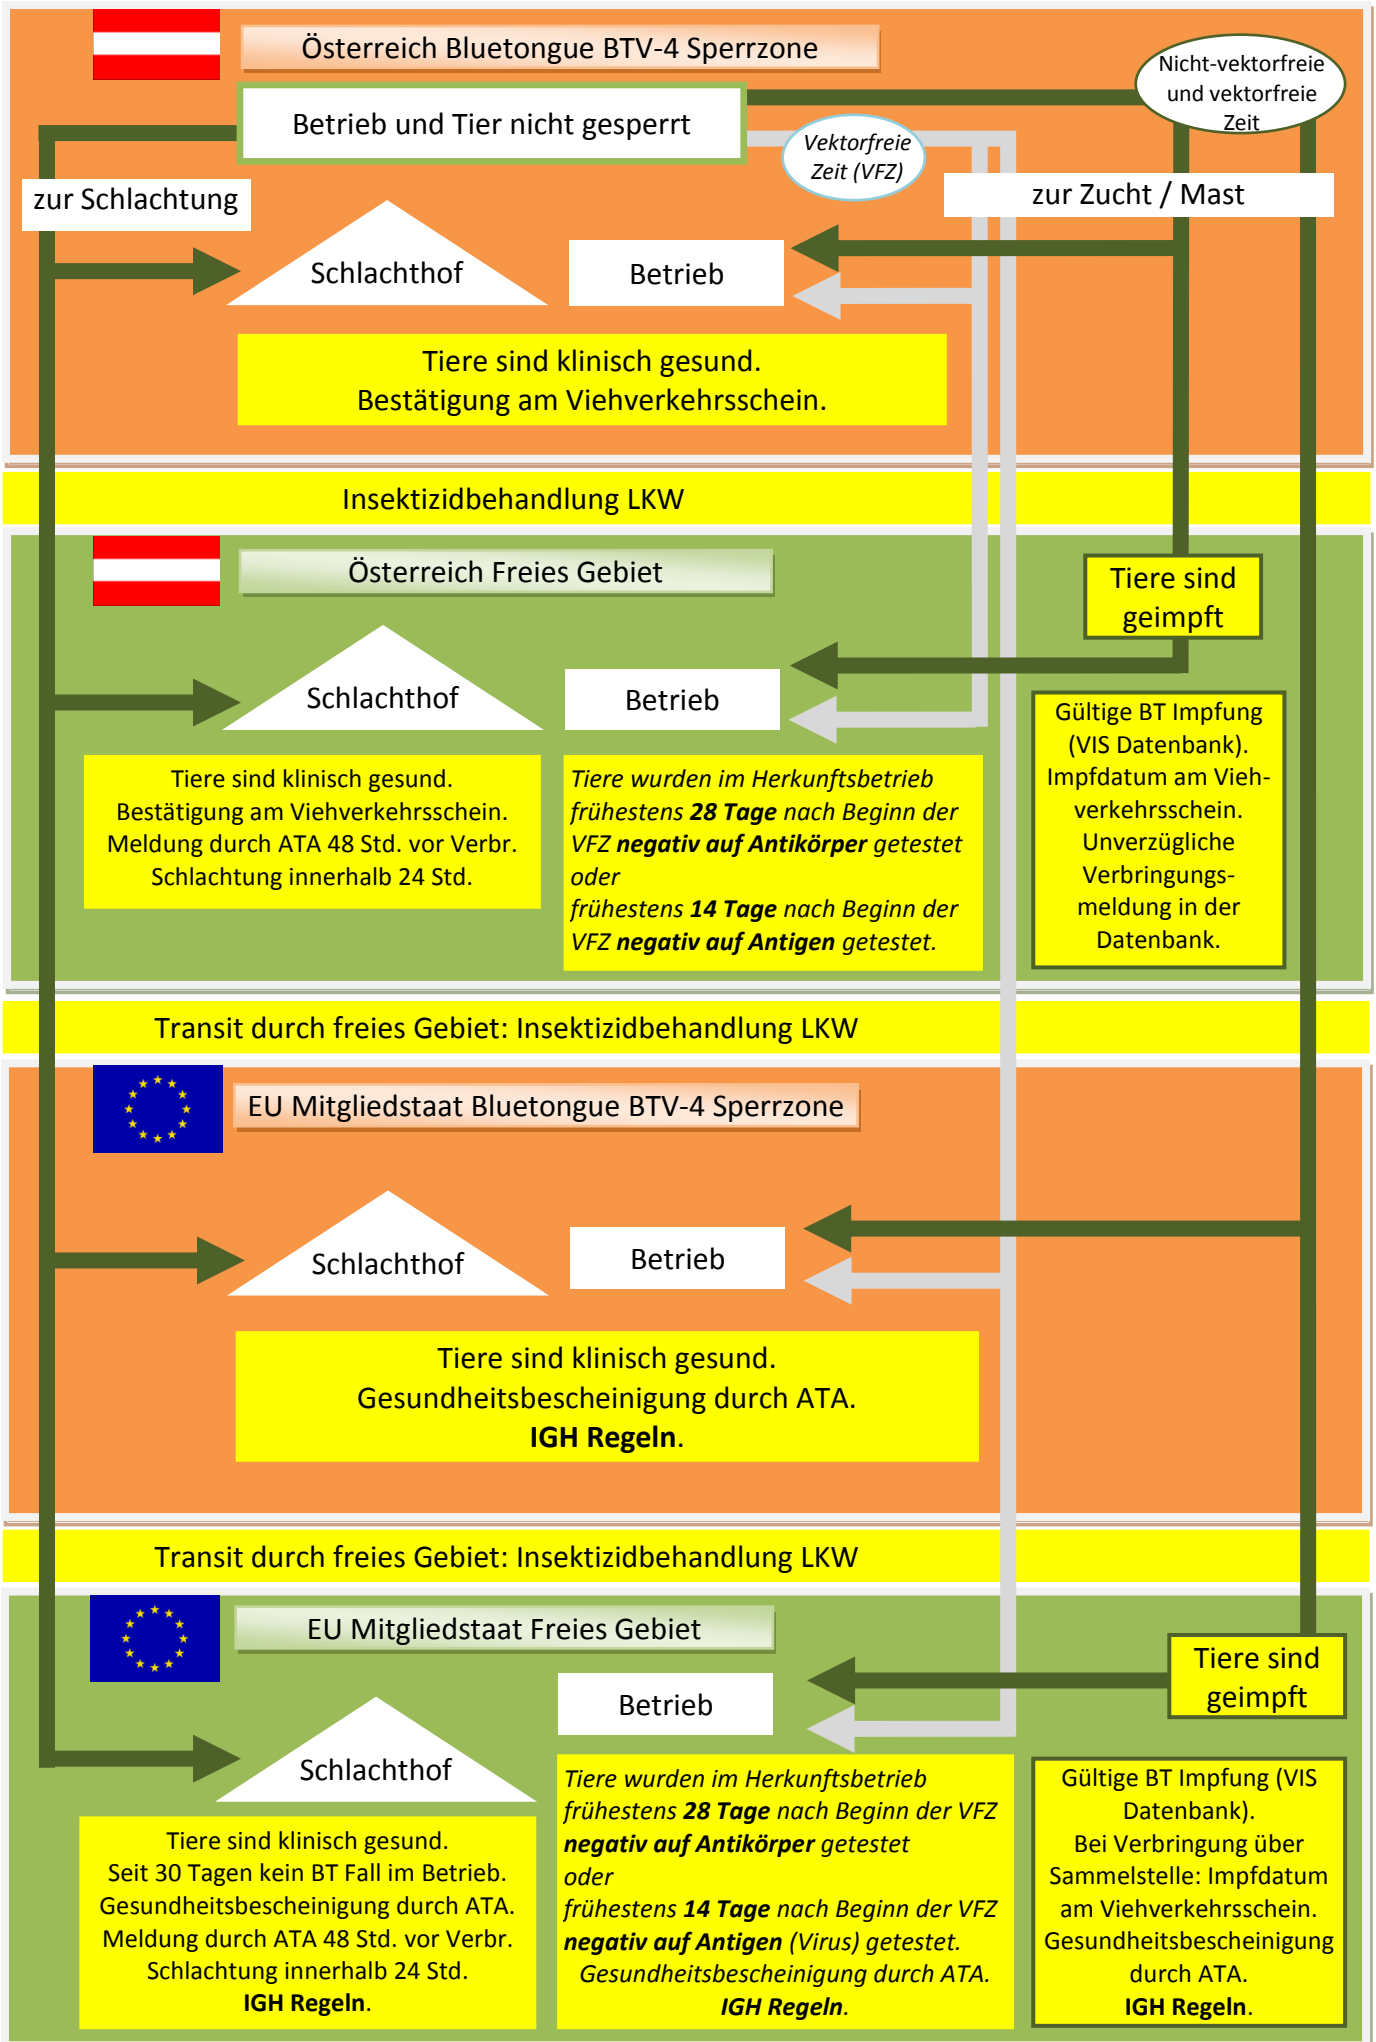 Österreich Bluetongue BTV-4 Sperrzone
Nicht-vektorfreie
und vektorfreie
Zeit
Betrieb und Tier nicht gesperrt
Vektorfreie
Zeit (VFZ)
zur Schlachtung
zur Zucht / Mast
Schlachthof
Betrieb
Tiere sind klinisch gesund.
Bestätigung am Viehverkehrsschein.
Insektizidbehandlung LKW
Österreich Freies Gebiet
Tiere sind
geimpft
Schlachthof
Betrieb
Tiere sind klinisch gesund.
Bestätigung am Viehverkehrsschein.
Meldung durch ATA 48 Std. vor Verbr.
Schlachtung innerhalb 24 Std.
Tiere wurden im Herkunftsbetrieb
frühestens 28 Tage nach Beginn der
VFZ negativ auf Antikörper getestet
oder
frühestens 14 Tage nach Beginn der
VFZ negativ auf Antigen getestet.
Gültige BT Impfung
(VIS Datenbank).
Impfdatum am Vieh-
verkehrsschein.
Unverzügliche
Verbringungs-
meldung in der
Datenbank.
Transit durch freies Gebiet: Insektizidbehandlung LKW
EU Mitgliedstaat Bluetongue BTV-4 Sperrzone
Schlachthof
Betrieb
Tiere sind klinisch gesund.
Gesundheitsbescheinigung durch ATA.
IGH Regeln.
Transit durch freies Gebiet: Insektizidbehandlung LKW
EU Mitgliedstaat Freies Gebiet
Tiere sind
geimpft
Betrieb
Schlachthof
Tiere sind klinisch gesund.
Seit 30 Tagen kein BT Fall im Betrieb.
Gesundheitsbescheinigung durch ATA.
Meldung durch ATA 48 Std. vor Verbr.
Schlachtung innerhalb 24 Std.
IGH Regeln.
Tiere wurden im Herkunftsbetrieb
frühestens 28 Tage nach Beginn der VFZ
negativ auf Antikörper getestet
oder
frühestens 14 Tage nach Beginn der VFZ
negativ auf Antigen (Virus) getestet.
Gesundheitsbescheinigung durch ATA.
IGH Regeln.
Gültige BT Impfung (VIS
Datenbank).
Bei Verbringung über
Sammelstelle: Impfdatum
am Viehverkehrsschein.
Gesundheitsbescheinigung
durch ATA.
IGH Regeln.